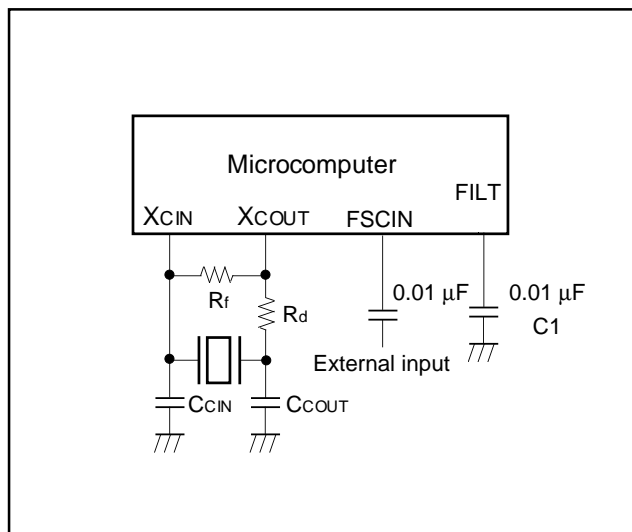 Microcomputer
FILT
XCIN
XCOUT
FSCIN
Rf
Rd
0.01 μF
0.01 μF
C1
External input
CCIN
CCOUT